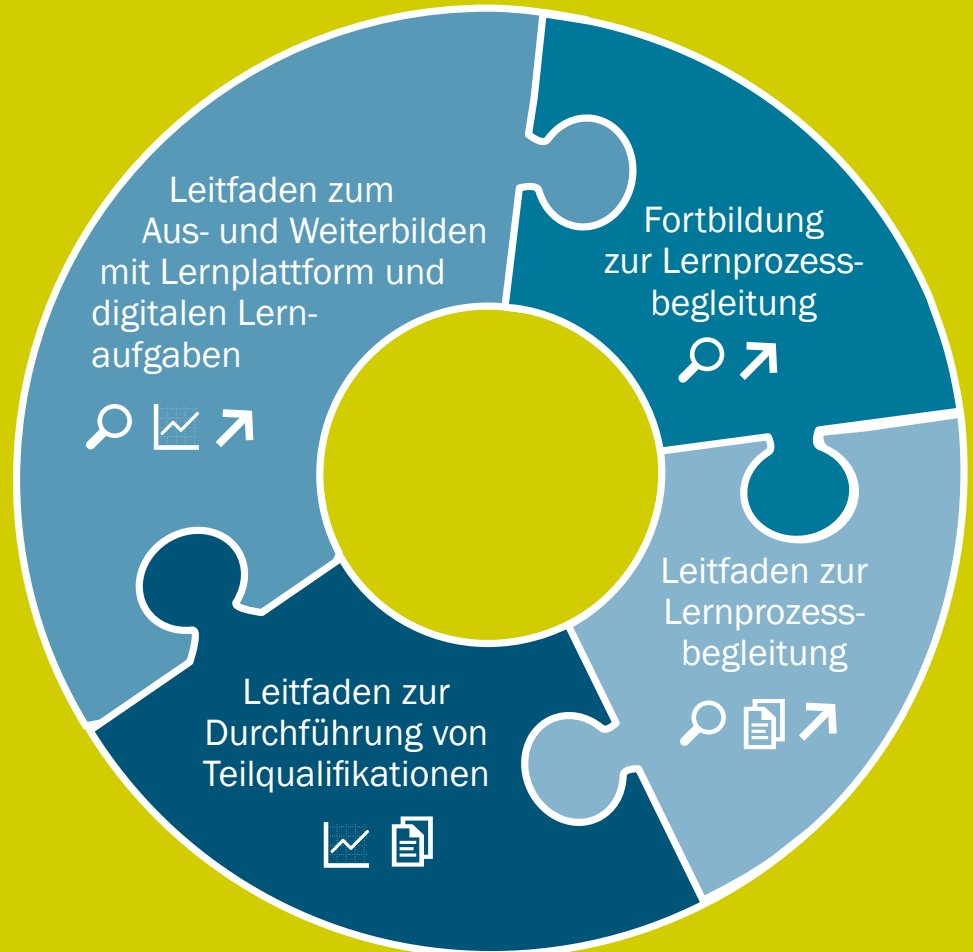 Leitfaden zum
Aus- und Weiterbilden
mit Lernplattform und
digitalen Lern-
aufgaben
Fortbildung
zur Lernprozess-
begleitung
Leitfaden zur
Lernprozess-
begleitung
Leitfaden zur
Durchführung von
Teilqualifikationen